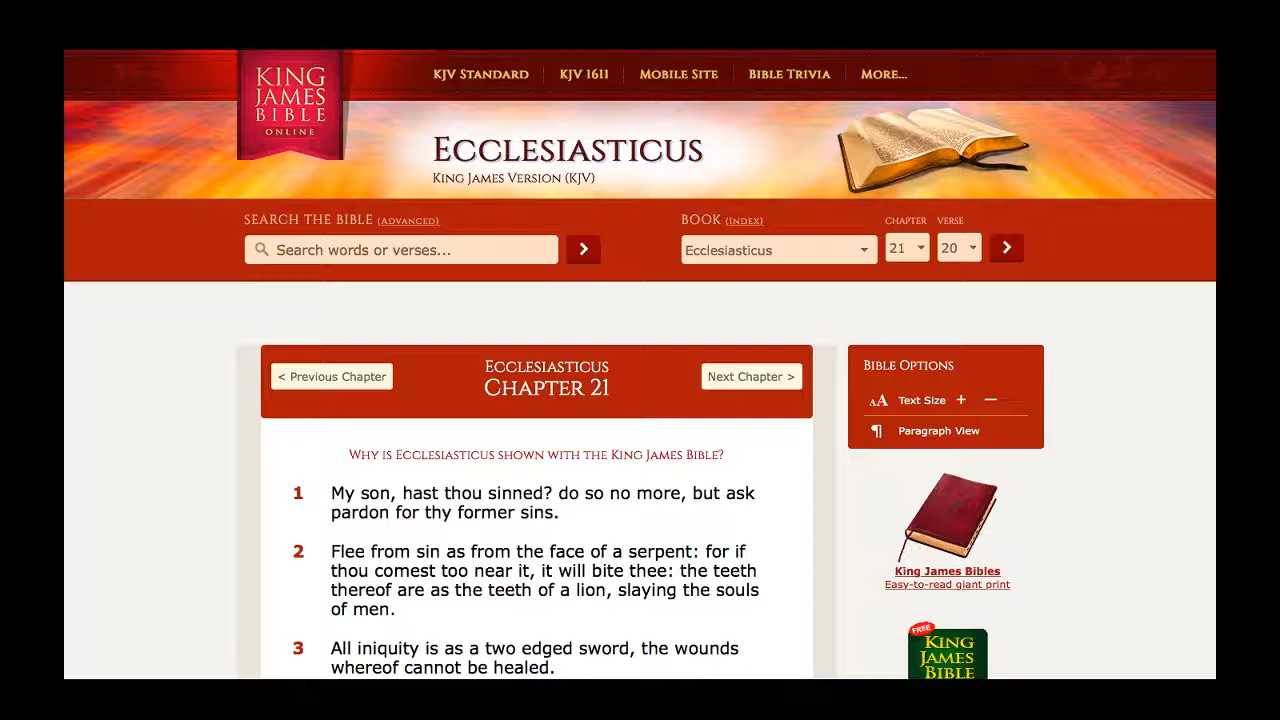 KING
JAMES
BIBLE
ONLINE
KJV STANDARD
KJV 1611
MOBILE SITE
BIBLE TRIVIA
MORE...
ECCLESIASTICUS
KING JAMES VERSION (KJV)
SEARCH THE BIBLE (ADVANCED)
Search words or verses...
BOOK (INDEX)
CHAPTER
VERSE
Ecclesiasticus
21
20
< Previous Chapter
ECCLESIASTICUS
CHAPTER 21
Next Chapter >
WHY IS ECCLESIASTICUS SHOWN WITH THE KING JAMES BIBLE?
1 My son, hast thou sinned? do so no more, but ask
pardon for thy former sins.
2 Flee from sin as from the face of a serpent: for if
thou comest too near it, it will bite thee: the teeth
thereof are as the teeth of a lion, slaying the souls
of men.
3 All iniquity is as a two edged sword, the wounds
whereof cannot be healed.
BIBLE OPTIONS
AA Text Size + −
¶ Paragraph View
King James Bibles
Easy-to-read giant print
FREE
KING
JAMES
BIBLE